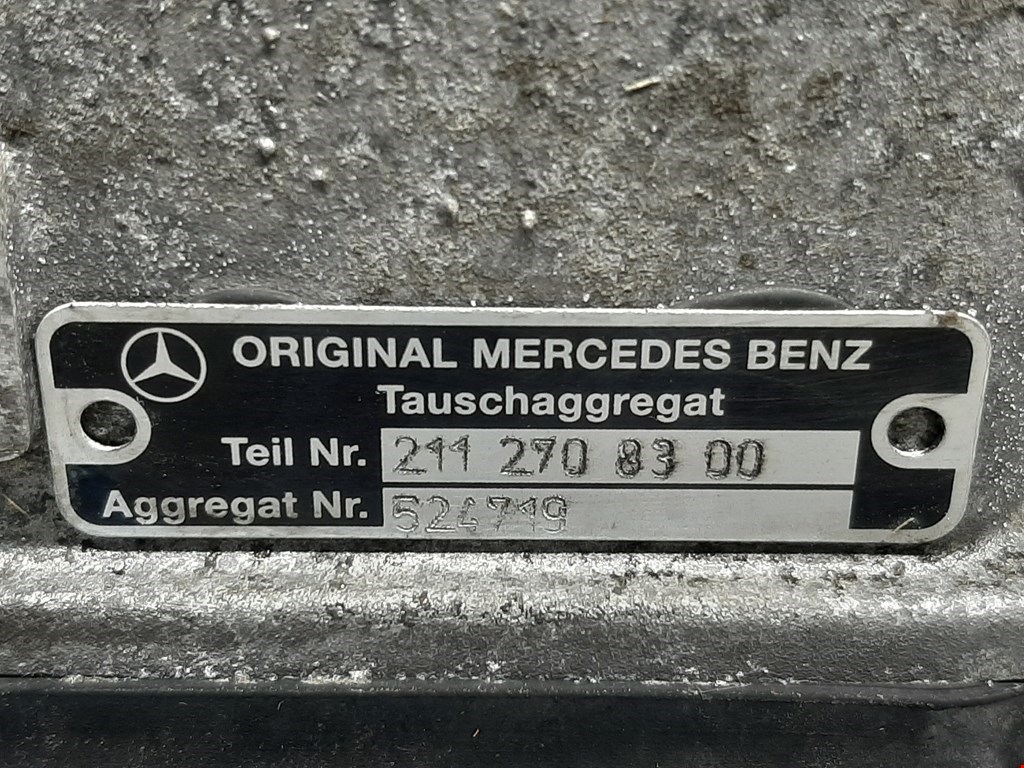 ORIGINAL MERCEDES BENZ
Tauschaggregat
Teil Nr. 211 270 83 00
Aggregat Nr. 524719